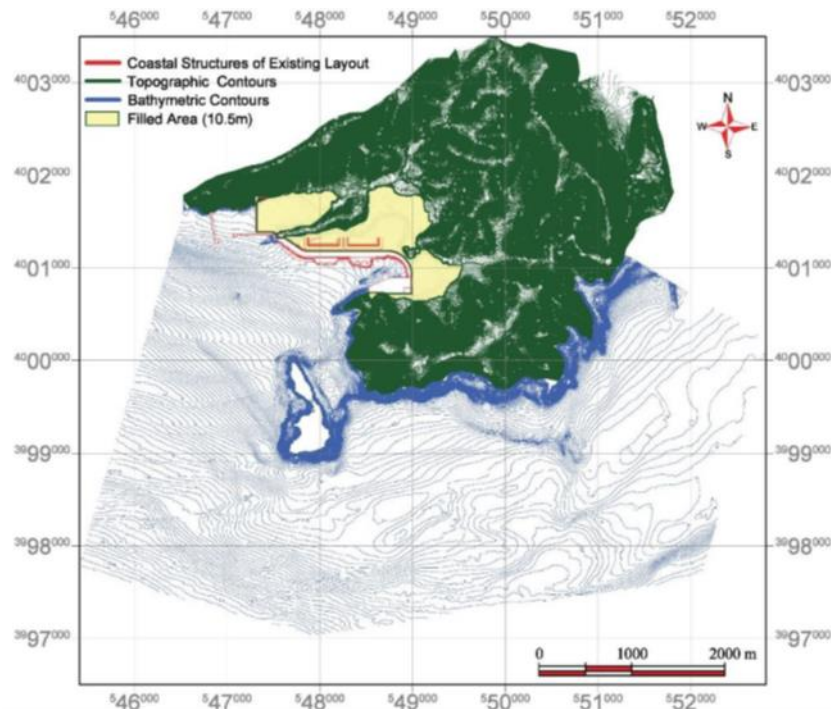 ⁵46⁰⁰⁰ ⁵47⁰⁰⁰ ⁵48⁰⁰⁰ ⁵49⁰⁰⁰ ⁵50⁰⁰⁰ ⁵51⁰⁰⁰ ⁵52⁰⁰⁰
Coastal Structures of Existing Layout
Topographic Contours
Bathymetric Contours
Filled Area (10.5m)
N
W E
S
⁴⁰03⁰⁰⁰ ⁴⁰03⁰⁰⁰
⁴⁰02⁰⁰⁰ ⁴⁰02⁰⁰⁰
⁴⁰01⁰⁰⁰ ⁴⁰01⁰⁰⁰
⁴⁰00⁰⁰⁰ ⁴⁰00⁰⁰⁰
³⁹99⁰⁰⁰ ³⁹99⁰⁰⁰
³⁹98⁰⁰⁰ ³⁹98⁰⁰⁰
³⁹97⁰⁰⁰ ³⁹97⁰⁰⁰
0 1000 2000 m
⁵46⁰⁰⁰ ⁵47⁰⁰⁰ ⁵48⁰⁰⁰ ⁵49⁰⁰⁰ ⁵50⁰⁰⁰ ⁵51⁰⁰⁰ ⁵52⁰⁰⁰